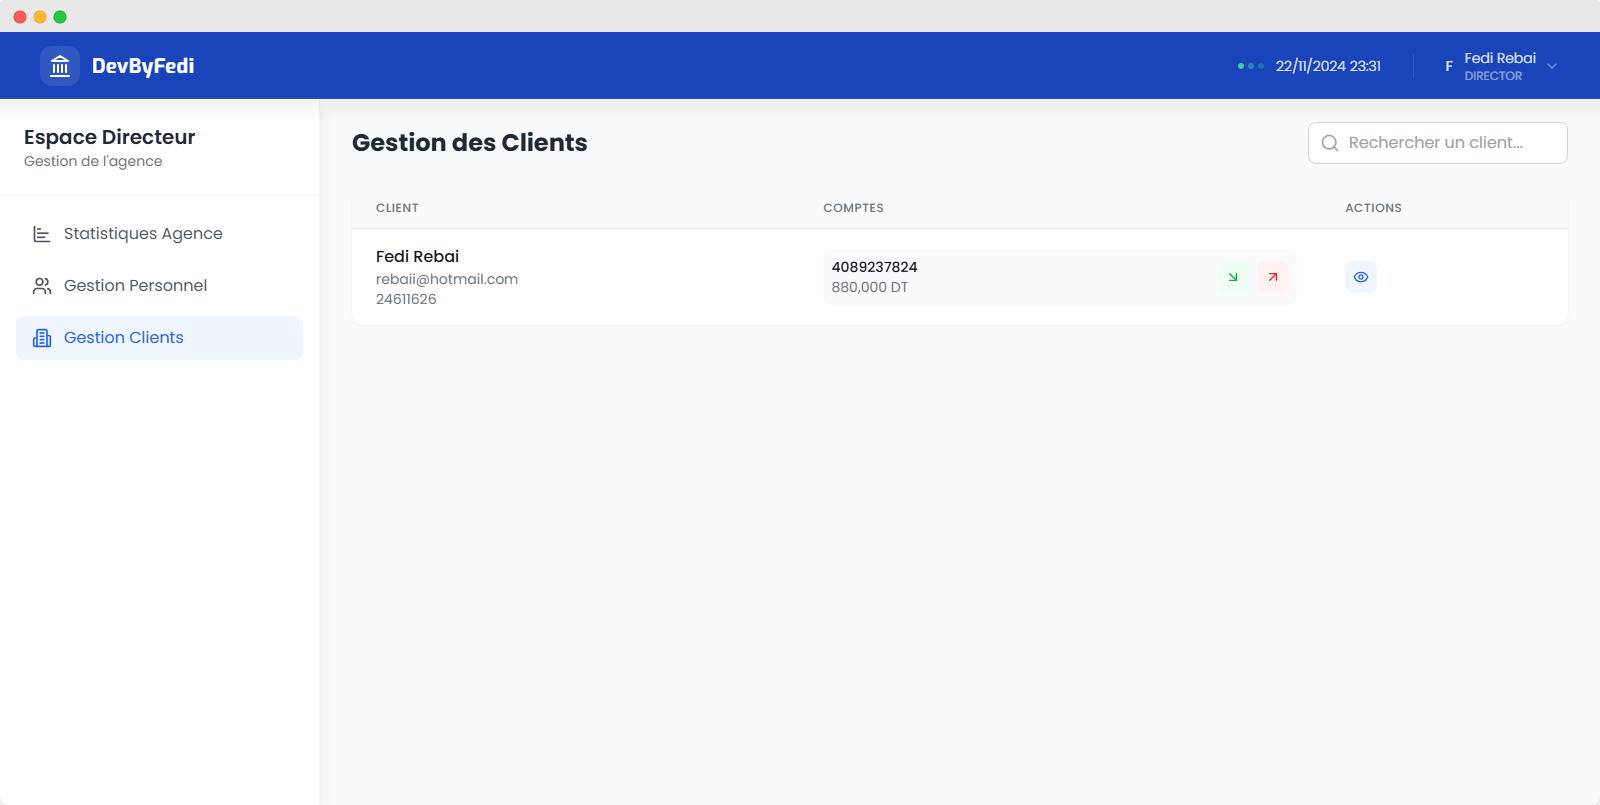 DevByFedi
22/11/2024 23:31
F
Fedi Rebai
DIRECTOR
Espace Directeur
Gestion de l'agence
Statistiques Agence
Gestion Personnel
Gestion Clients
Gestion des Clients
Rechercher un client...
CLIENT COMPTES ACTIONS
Fedi Rebai
rebaii@hotmail.com
24611626
4089237824
880,000 DT